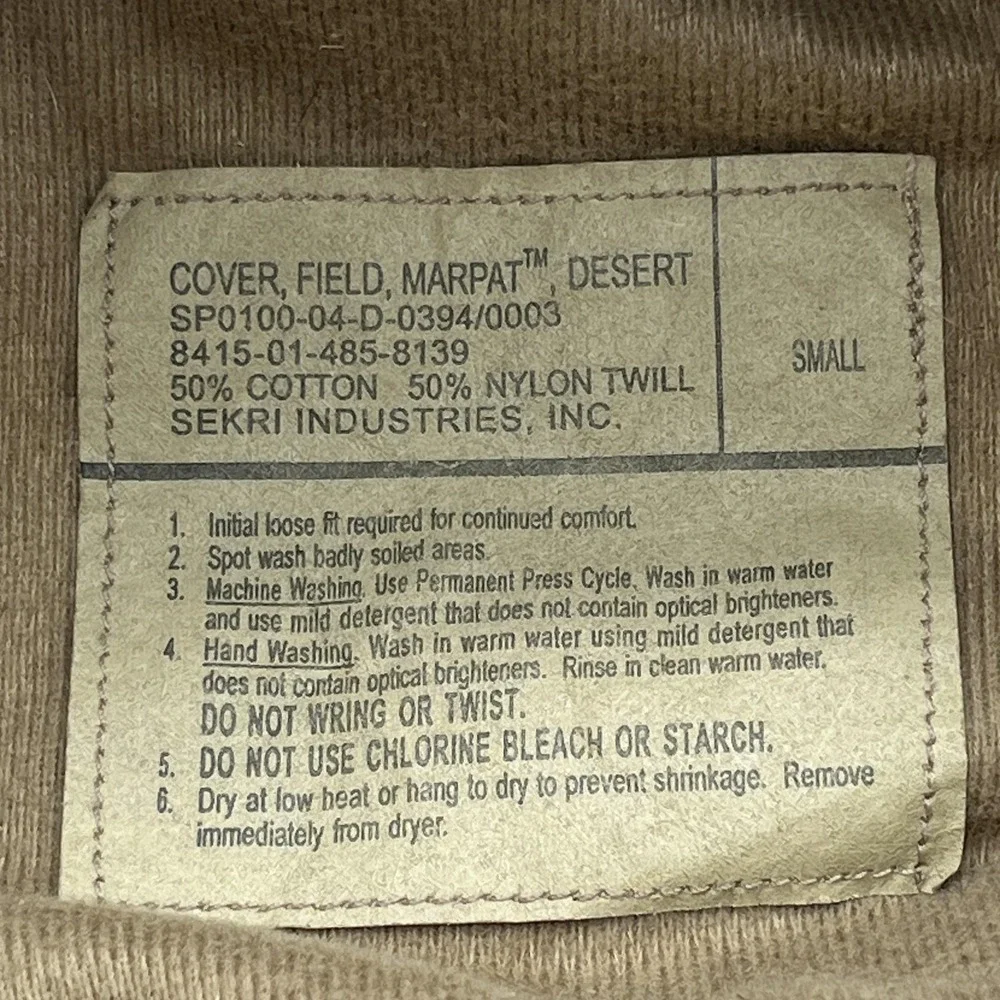 COVER, FIELD, MARPAT™, DESERT
SP0100-04-D-0394/0003
8415-01-485-8139
50% COTTON 50% NYLON TWILL
SEKRI INDUSTRIES, INC.
SMALL
1. Initial loose fit required for continued comfort.
2. Spot wash badly soiled areas.
3. Machine Washing. Use Permanent Press Cycle. Wash in warm water
and use mild detergent that does not contain optical brighteners.
4. Hand Washing. Wash in warm water using mild detergent that
does not contain optical brighteners. Rinse in clean warm water.
DO NOT WRING OR TWIST.
5. DO NOT USE CHLORINE BLEACH OR STARCH.
6. Dry at low heat or hang to dry to prevent shrinkage. Remove
immediately from dryer.